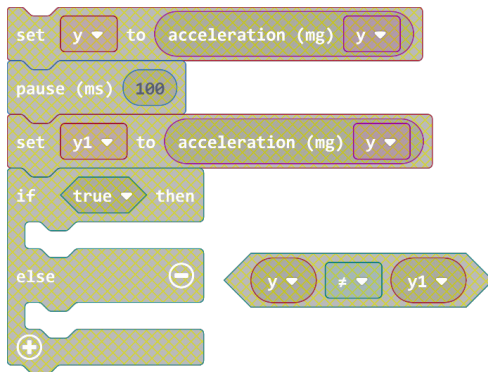 set y to acceleration (mg) y
pause (ms) 100
set y1 to acceleration (mg) y
if true then
else
y ≠ y1